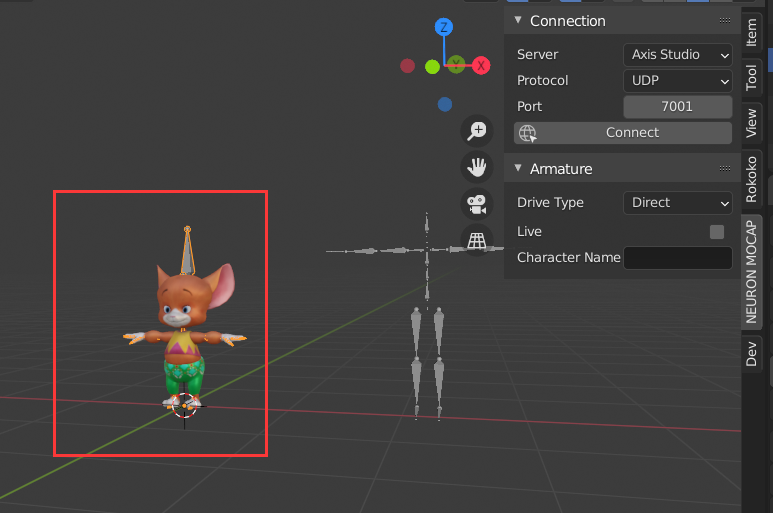 Connection
Server Axis Studio
Protocol UDP
Port 7001
Connect
Armature
Drive Type Direct
Live
Character Name
Z
Y
X
Item
Tool
View
Rokoko
NEURON MOCAP
Dev